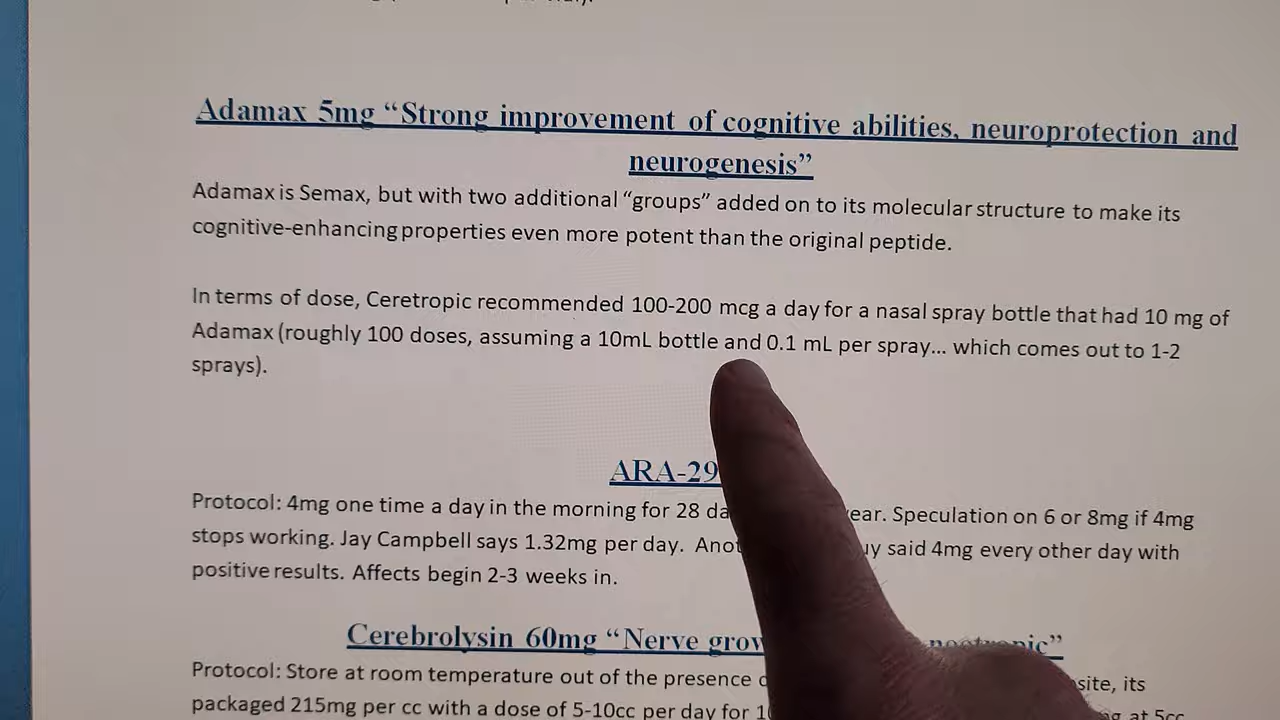 Adamax 5mg “Strong improvement of cognitive abilities, neuroprotection and
neurogenesis”
Adamax is Semax, but with two additional “groups” added on to its molecular structure to make its
cognitive-enhancing properties even more potent than the original peptide.
In terms of dose, Ceretropic recommended 100-200 mcg a day for a nasal spray bottle that had 10 mg of
Adamax (roughly 100 doses, assuming a 10mL bottle and 0.1 mL per spray... which comes out to 1-2
sprays).
ARA-29
Protocol: 4mg one time a day in the morning for 28 ear. Speculation on 6 or 8mg if 4mg
stops working. Jay Campbell says 1.32mg per day. said 4mg every other day with
positive results. Affects begin 2-3 weeks in.
Cerebrolysin 60mg “Nerve
Protocol: Store at room temperature out of the presence its
packaged 215mg per cc with a dose of 5-10cc per day for at 5cc